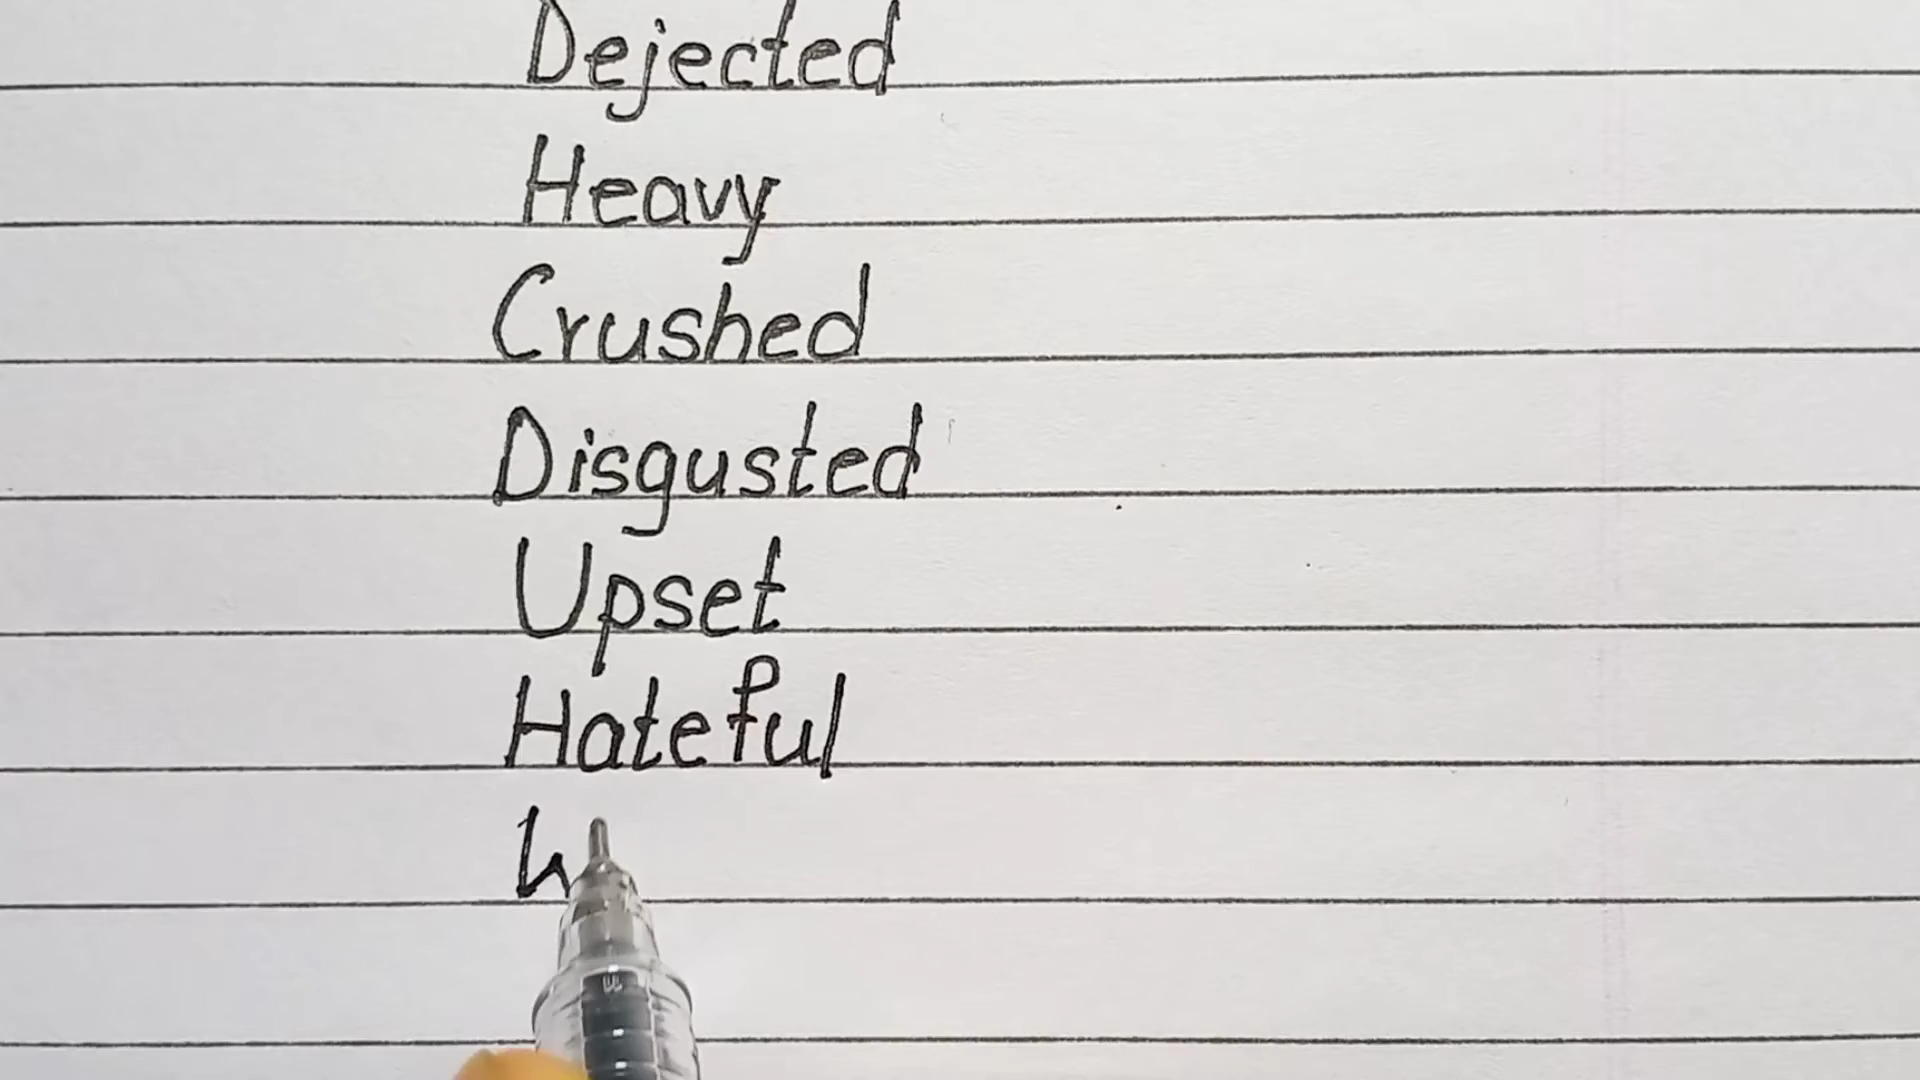 Dejected
Heavy
Crushed
Disgusted
Upset
Hateful